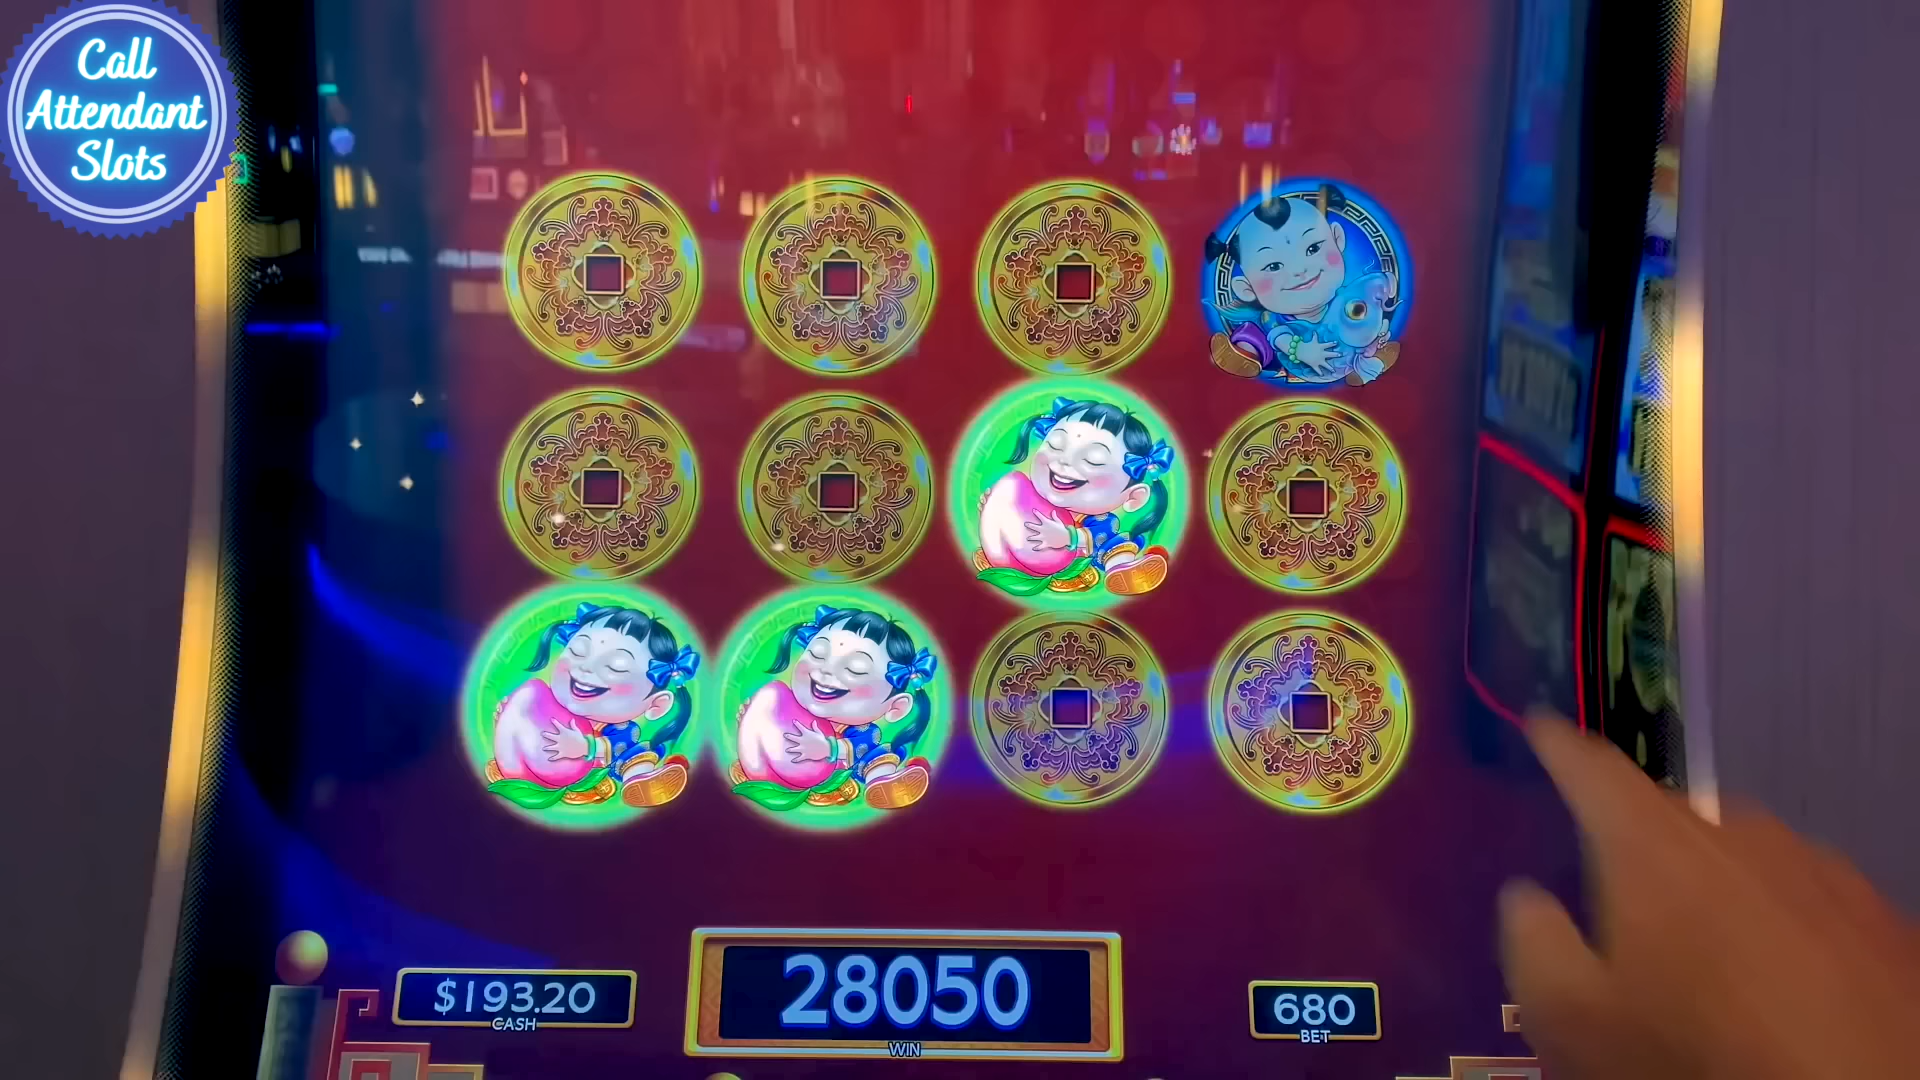 Call
Attendant
Slots
$193.20
CASH
28050
WIN
680
BET